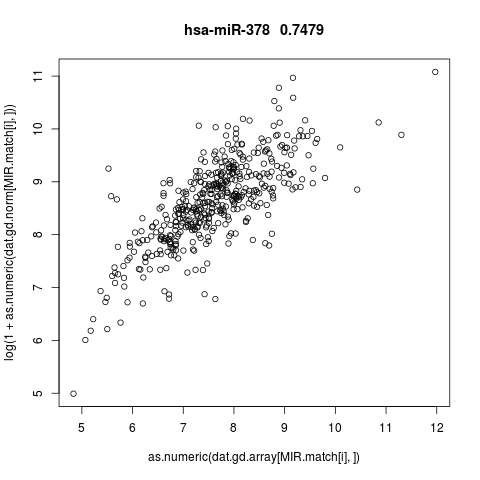 hsa-miR-378 0.7479
log(1 + as.numeric(dat.gd.norm[MIR.match[i], ]))
11
10
9
8
7
6
5
5 6 7 8 9 10 11 12
as.numeric(dat.gd.array[MIR.match[i], ])